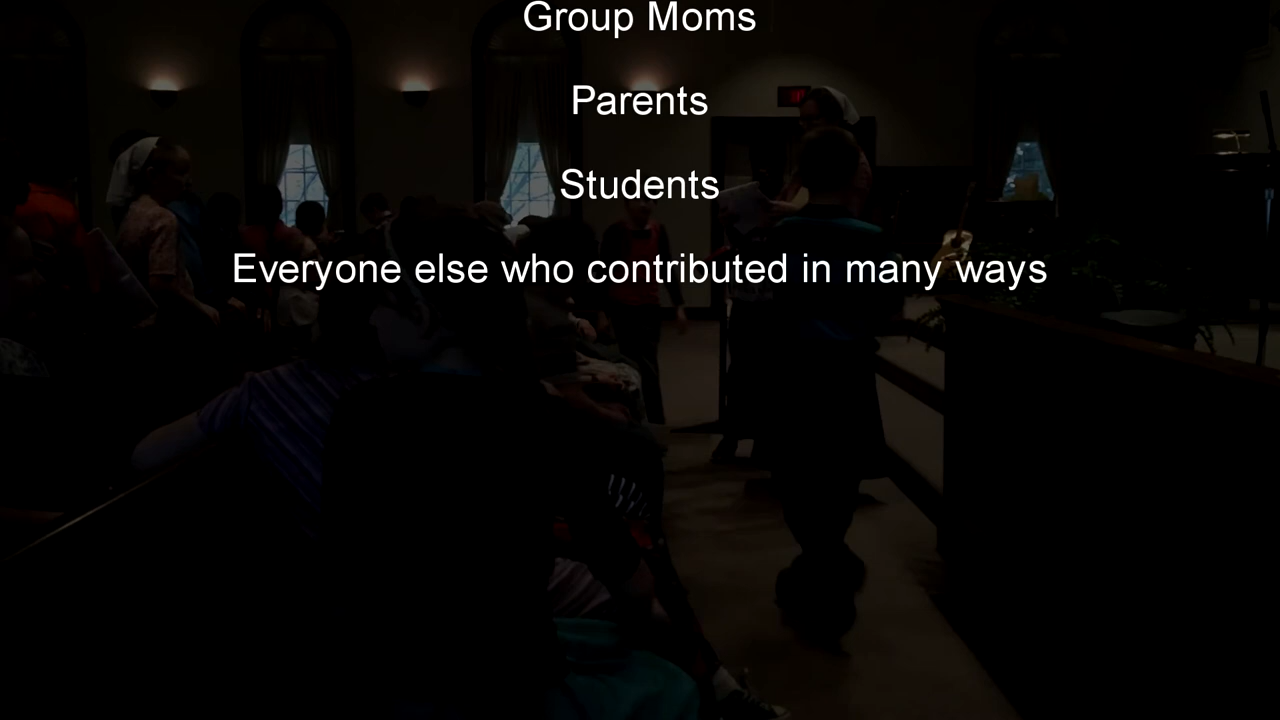 Group Moms
Parents
Students
Everyone else who contributed in many ways